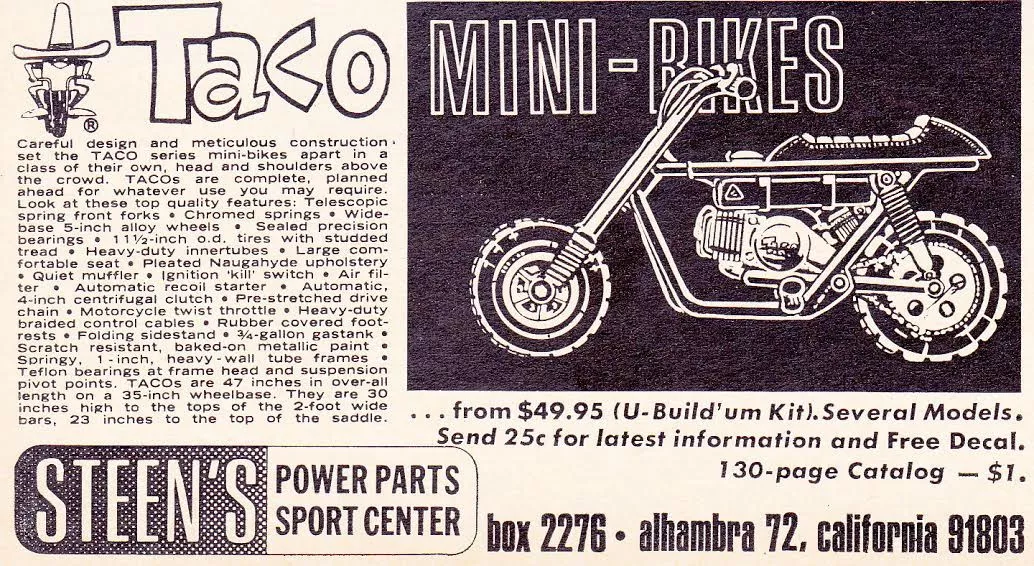 Taco
MINI-BIKES
®
Careful design and meticulous construction
set the TACO series mini-bikes apart in a
class of their own, head and shoulders above
the crowd. TACOs are complete, planned
ahead for whatever use you may require.
Look at these top quality features: Telescopic
spring front forks • Chromed springs • Wide-
base 5-inch alloy wheels • Sealed precision
bearings • 11½-inch o.d. tires with studded
tread • Heavy-duty innertubes • Large com-
fortable seat • Pleated Naugahyde upholstery
• Quiet muffler • Ignition 'kill' switch • Air fil-
ter • Automatic recoil starter • Automatic,
4-inch centrifugal clutch • Pre-stretched drive
chain • Motorcycle twist throttle • Heavy-duty
braided control cables • Rubber covered foot-
rests • Folding sidestand • ¾-gallon gastank •
Scratch resistant, baked-on metallic paint •
Springy, 1-inch, heavy-wall tube frames •
Teflon bearings at frame head and suspension
pivot points. TACOs are 47 inches in over-all
length on a 35-inch wheelbase. They are 30
inches high to the tops of the 2-foot wide
bars, 23 inches to the top of the saddle.
Taco
... from $49.95 (U-Build'um Kit). Several Models.
Send 25c for latest information and Free Decal.
130-page Catalog — $1.
STEEN'S
POWER PARTS
SPORT CENTER
box 2276 • alhambra 72, california 91803